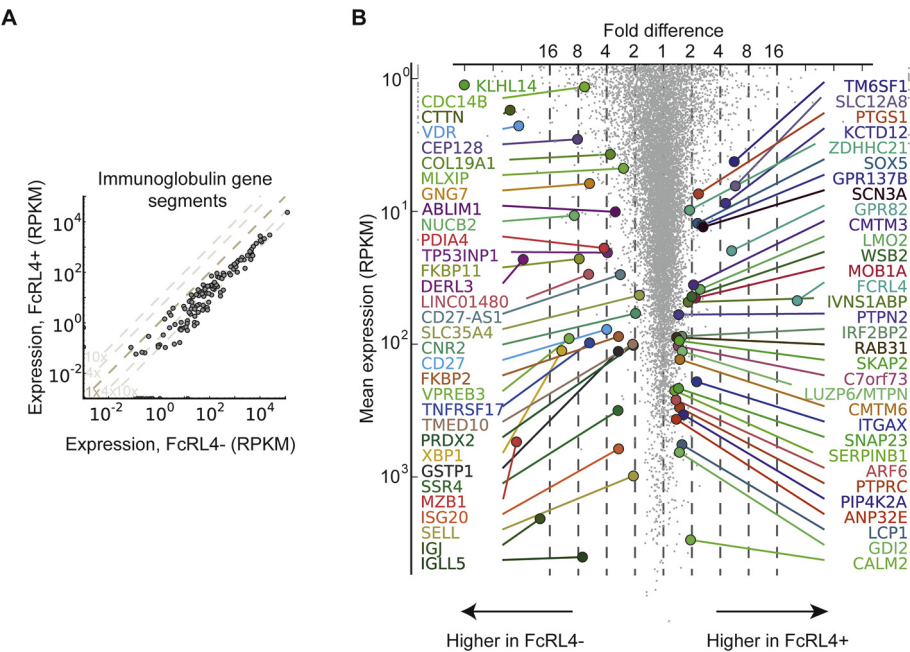 A
Immunoglobulin gene
segments
Expression, FcRL4+ (RPKM)
10^4
10^2
10^0
10^-2
10x
4x
1x 4x 10x
10^-2
10^0
10^2
10^4
Expression, FcRL4- (RPKM)
B
Fold difference
16 8 4 2 1 2 4 8 16
Mean expression (RPKM)
10^0
10^1
10^2
10^3
KLHL14
CDC14B
CTTN
VDR
CEP128
COL19A1
MLXIP
GNG7
ABLIM1
NUCB2
PDIA4
TP53INP1
FKBP11
DERL3
LINC01480
CD27-AS1
SLC35A4
CNR2
CD27
FKBP2
VPREB3
TNFRSF17
TMED10
PRDX2
XBP1
GSTP1
SSR4
MZB1
ISG20
SELL
IGJ
IGLL5
TM6SF1
SLC12A8
PTGS1
KCTD12
ZDHHC21
SOX5
GPR137B
SCN3A
GPR82
CMTM3
LMO2
WSB2
MOB1A
FCRL4
IVNS1ABP
PTPN2
IRF2BP2
RAB31
SKAP2
C7orf73
LUZP6/MTPN
CMTM6
ITGAX
SNAP23
SERPINB1
ARF6
PTPRC
PIP4K2A
ANP32E
LCP1
GDI2
CALM2
Higher in FcRL4-
Higher in FcRL4+